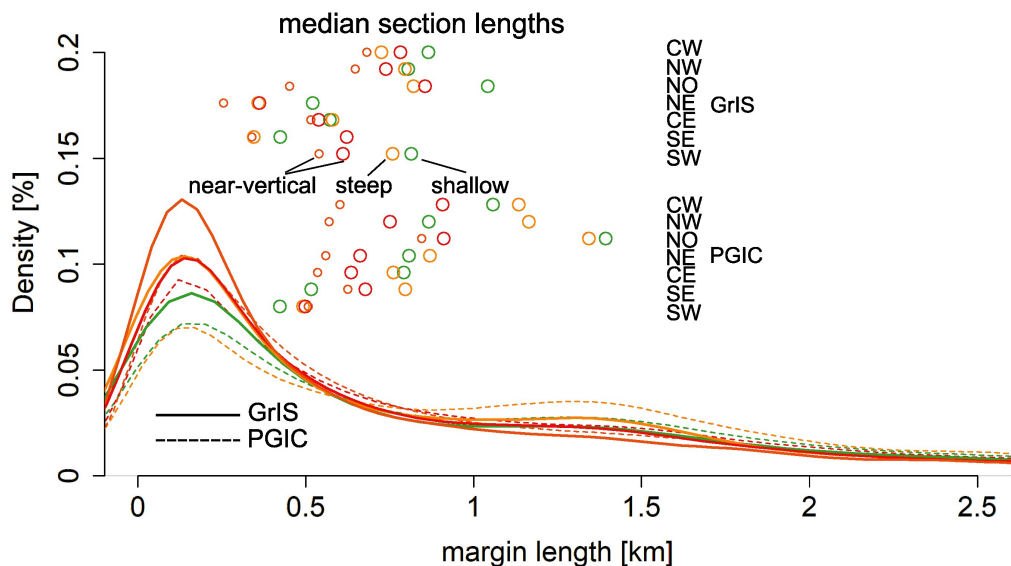 median section lengths
0.2
0.15
0.1
0.05
0
Density [%]
CW
NW
NO
NE
CE
SE
SW
GrIS
near-vertical steep shallow
CW
NW
NO
NE
CE
SE
SW
PGIC
GrIS
PGIC
0 0.5 1 1.5 2 2.5
margin length [km]